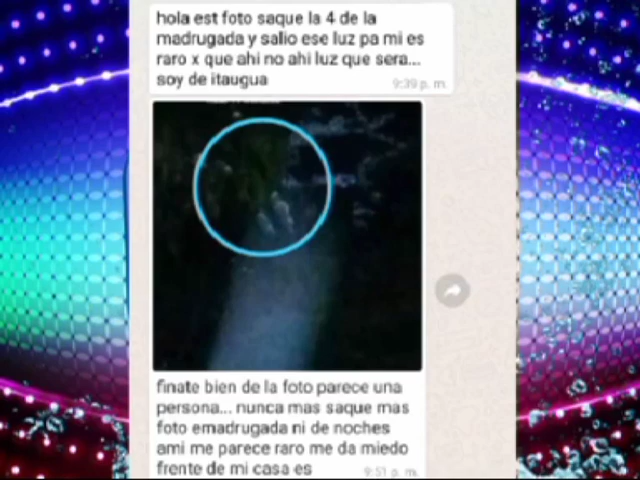 hola est foto saque la 4 de la
madrugada y salio ese luz pa mi es
raro x que ahi no ahi luz que sera...
soy de itaugua
9:39 p. m.
finate bien de la foto parece una
persona... nunca mas saque mas
foto emadrugada ni de noches
ami me parece raro me da miedo
frente de mi casa es
9:51 p. m.